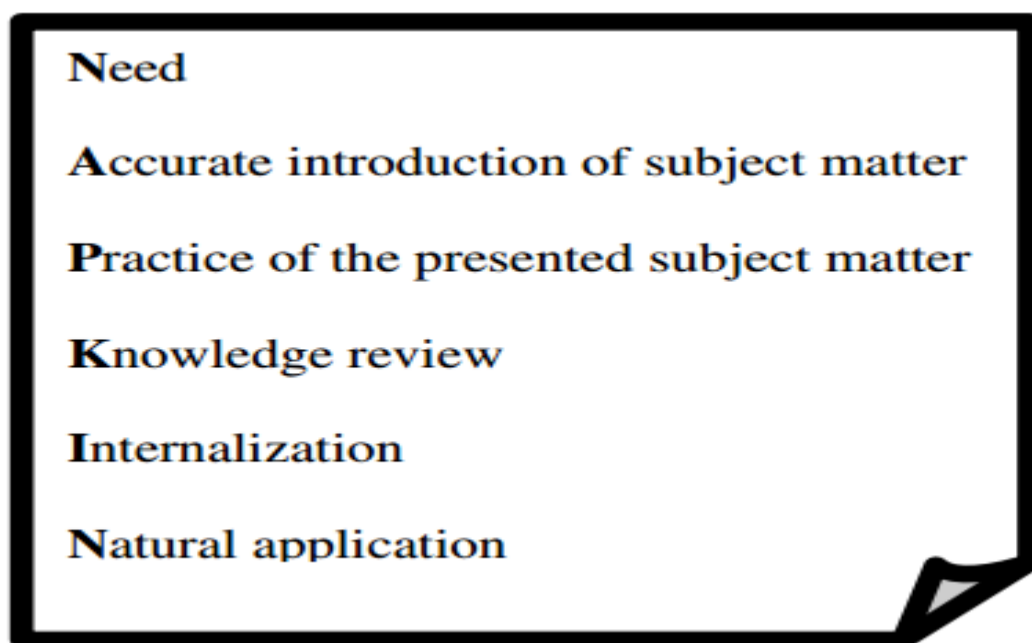 Need
Accurate introduction of subject matter
Practice of the presented subject matter
Knowledge review
Internalization
Natural application